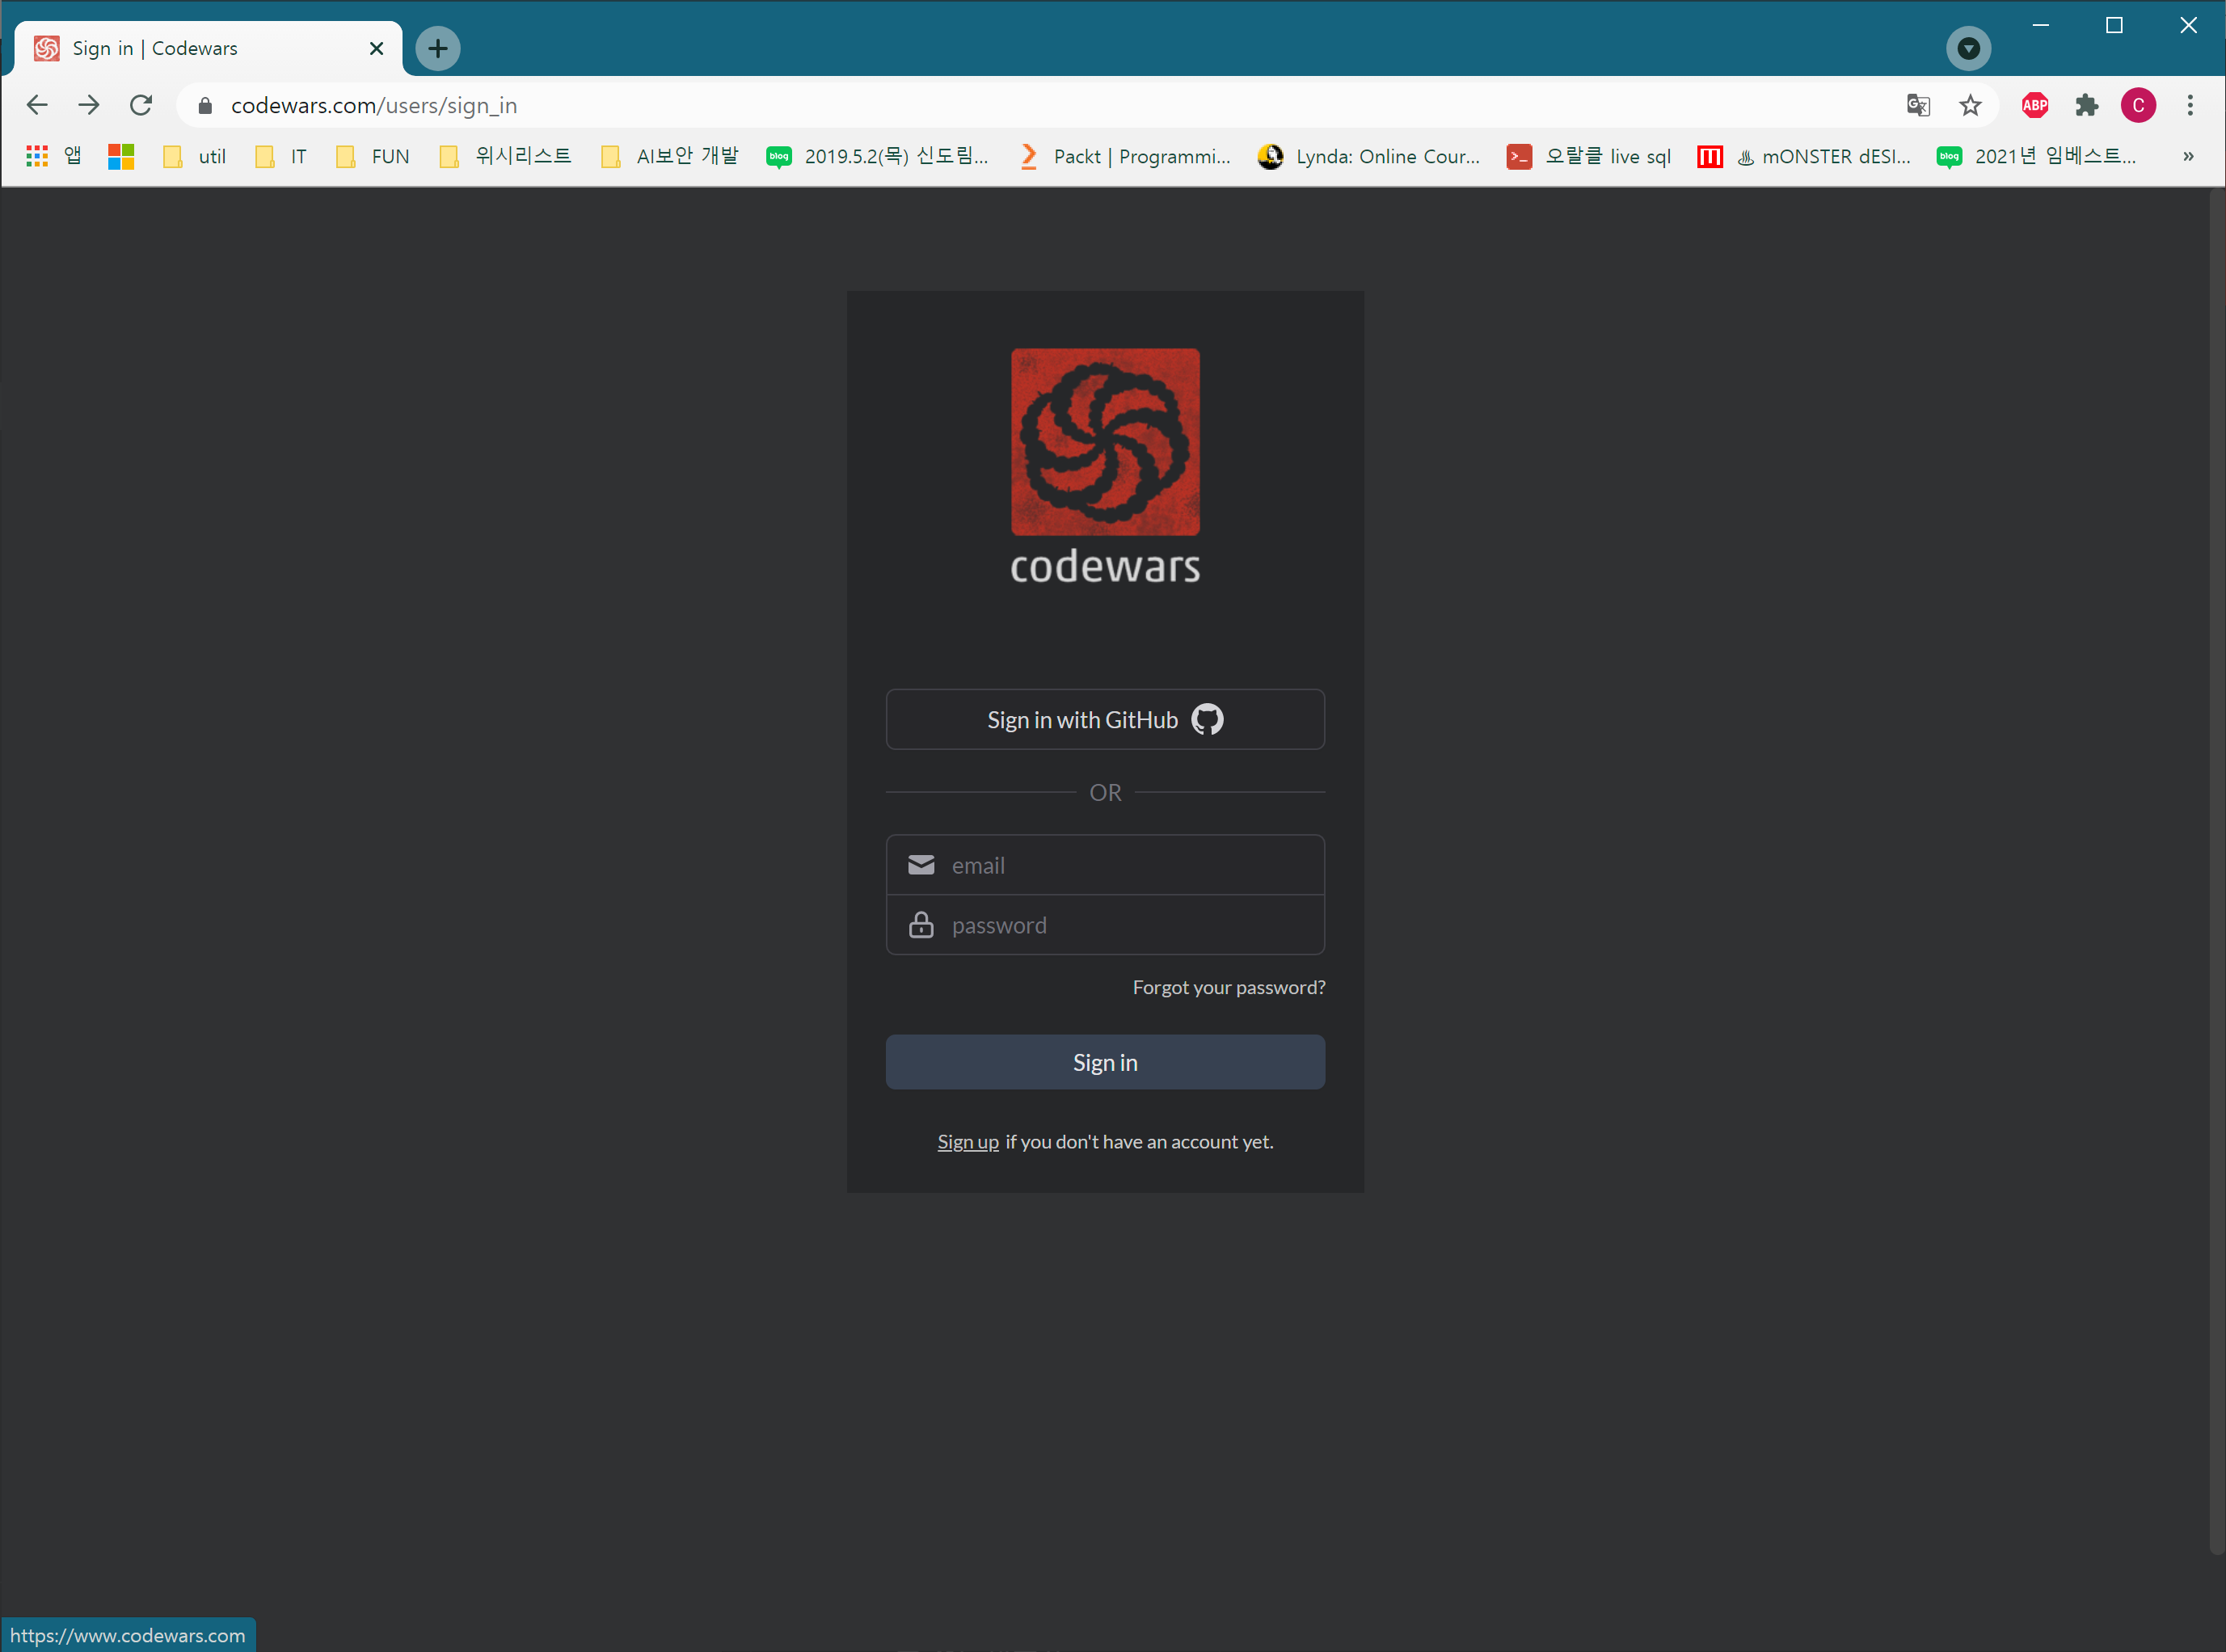 Sign in | Codewars
codewars.com/users/sign_in
ABP
C
앱
util
IT
FUN
위시리스트
AI보안 개발
blog
2019.5.2(목) 신도림...
Packt | Programmi...
Lynda: Online Cour...
오랄클 live sql
mONSTER dESI...
blog
2021년 임베스트...
»
codewars
Sign in with GitHub
OR
email
password
Forgot your password?
Sign in
Sign up if you don't have an account yet.
https://www.codewars.com